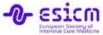 esicm
European Society of
Intensive Care Medicine